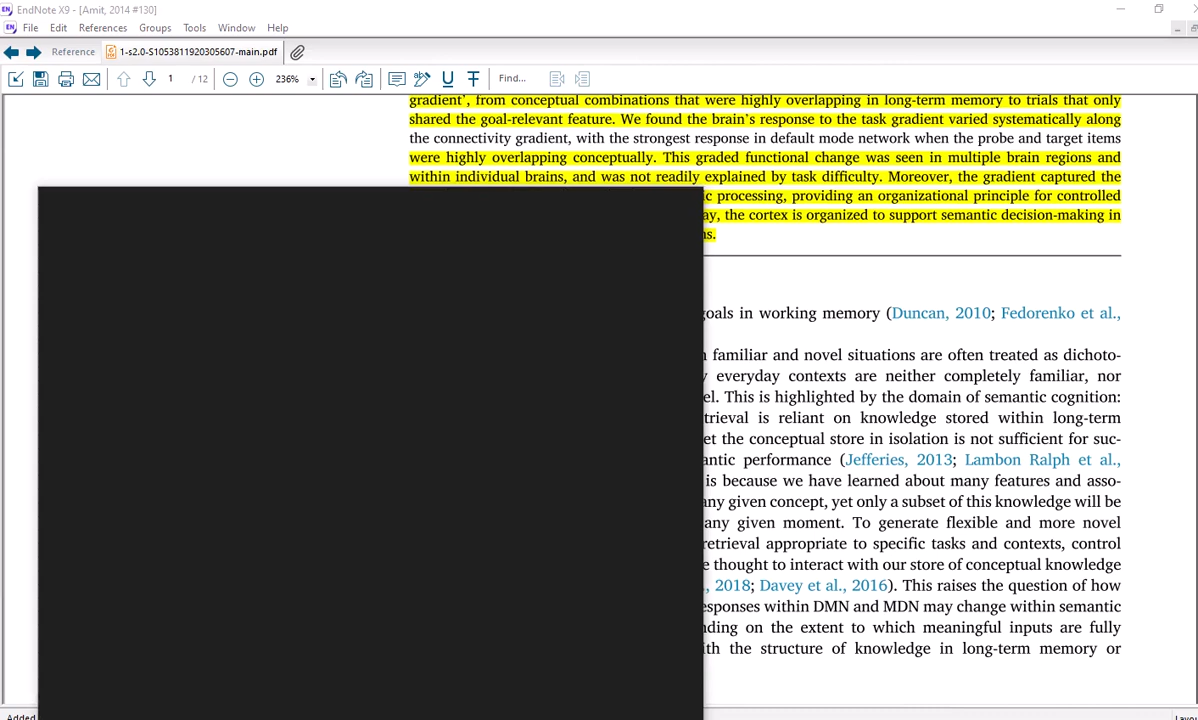 EndNote X9 - [Amit, 2014 #130]
File Edit References Groups Tools Window Help
Reference 1-s2.0-S1053811920305607-main.pdf
1 / 12 236% Find...
gradient’, from conceptual combinations that were highly overlapping in long-term memory to trials that only
shared the goal-relevant feature. We found the brain’s response to the task gradient varied systematically along
the connectivity gradient, with the strongest response in default mode network when the probe and target items
were highly overlapping conceptually. This graded functional change was seen in multiple brain regions and
within individual brains, and was not readily explained by task difficulty. Moreover, the gradient captured the
ic processing, providing an organizational principle for controlled
ay, the cortex is organized to support semantic decision-making in
ns.
goals in working memory (Duncan, 2010; Fedorenko et al.,
familiar and novel situations are often treated as dichoto-
everyday contexts are neither completely familiar, nor
el. This is highlighted by the domain of semantic cognition:
trieval is reliant on knowledge stored within long-term
et the conceptual store in isolation is not sufficient for suc-
antic performance (Jefferies, 2013; Lambon Ralph et al.,
is because we have learned about many features and asso-
any given concept, yet only a subset of this knowledge will be
any given moment. To generate flexible and more novel
retrieval appropriate to specific tasks and contexts, control
e thought to interact with our store of conceptual knowledge
., 2018; Davey et al., 2016). This raises the question of how
esponses within DMN and MDN may change within semantic
nding on the extent to which meaningful inputs are fully
ith the structure of knowledge in long-term memory or
Added